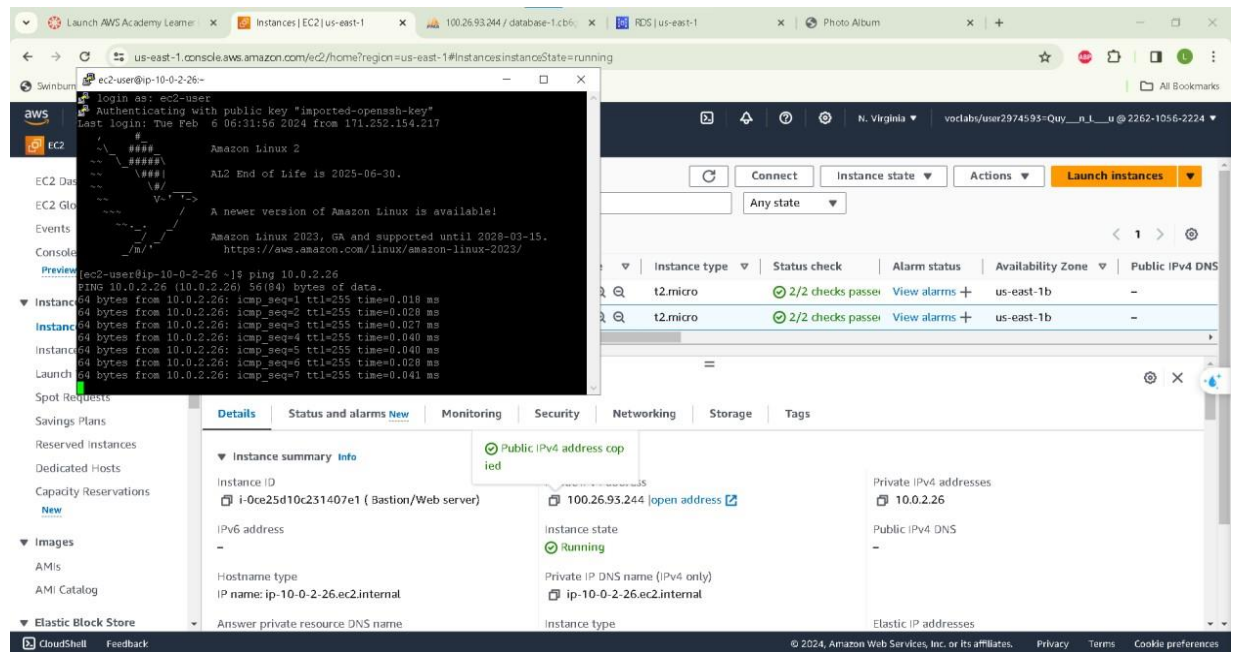 Launch AWS Academy Learner
Instances | EC2 | us-east-1
100.26.93.244 / database-1.cb6
RDS | us-east-1
Photo Album
us-east-1.console.aws.amazon.com/ec2/home?region=us-east-1#Instances:instanceState=running
Swinburn
All Bookmarks
ec2-user@ip-10-0-2-26:~
login as: ec2-user
Authenticating with public key "imported-openssh-key"
Last login: Tue Feb  6 06:31:56 2024 from 171.252.154.217
Amazon Linux 2
AL2 End of Life is 2025-06-30.
A newer version of Amazon Linux is available!
Amazon Linux 2023, GA and supported until 2028-03-15.
https://aws.amazon.com/linux/amazon-linux-2023/
[ec2-user@ip-10-0-2-26 ~]$ ping 10.0.2.26
PING 10.0.2.26 (10.0.2.26) 56(84) bytes of data.
64 bytes from 10.0.2.26: icmp_seq=1 ttl=255 time=0.018 ms
64 bytes from 10.0.2.26: icmp_seq=2 ttl=255 time=0.028 ms
64 bytes from 10.0.2.26: icmp_seq=3 ttl=255 time=0.027 ms
64 bytes from 10.0.2.26: icmp_seq=4 ttl=255 time=0.040 ms
64 bytes from 10.0.2.26: icmp_seq=5 ttl=255 time=0.040 ms
64 bytes from 10.0.2.26: icmp_seq=6 ttl=255 time=0.028 ms
64 bytes from 10.0.2.26: icmp_seq=7 ttl=255 time=0.041 ms
aws
N. Virginia
voclabs/user2974593=Quy__n_L__u @ 2262-1056-2224
EC2
EC2 Das
EC2 Glo
Events
Console
Preview
Instanc
Instanc
Instanc
Launch
Spot Requests
Savings Plans
Reserved Instances
Dedicated Hosts
Capacity Reservations
New
Images
AMIs
AMI Catalog
Elastic Block Store
Connect
Instance state
Actions
Launch instances
Any state
1
Instance type
Status check
Alarm status
Availability Zone
Public IPv4 DNS
t2.micro
2/2 checks passe
View alarms +
us-east-1b
–
t2.micro
2/2 checks passe
View alarms +
us-east-1b
–
Details
Status and alarms New
Monitoring
Security
Networking
Storage
Tags
Public IPv4 address cop
ied
Instance summary Info
Instance ID
i-0ce25d10c231407e1 ( Bastion/Web server)
100.26.93.244 |open address
Private IPv4 addresses
10.0.2.26
IPv6 address
–
Instance state
Running
Public IPv4 DNS
–
Hostname type
IP name: ip-10-0-2-26.ec2.internal
Private IP DNS name (IPv4 only)
ip-10-0-2-26.ec2.internal
Answer private resource DNS name
Instance type
Elastic IP addresses
CloudShell
Feedback
© 2024, Amazon Web Services, Inc. or its affiliates.
Privacy
Terms
Cookie preferences